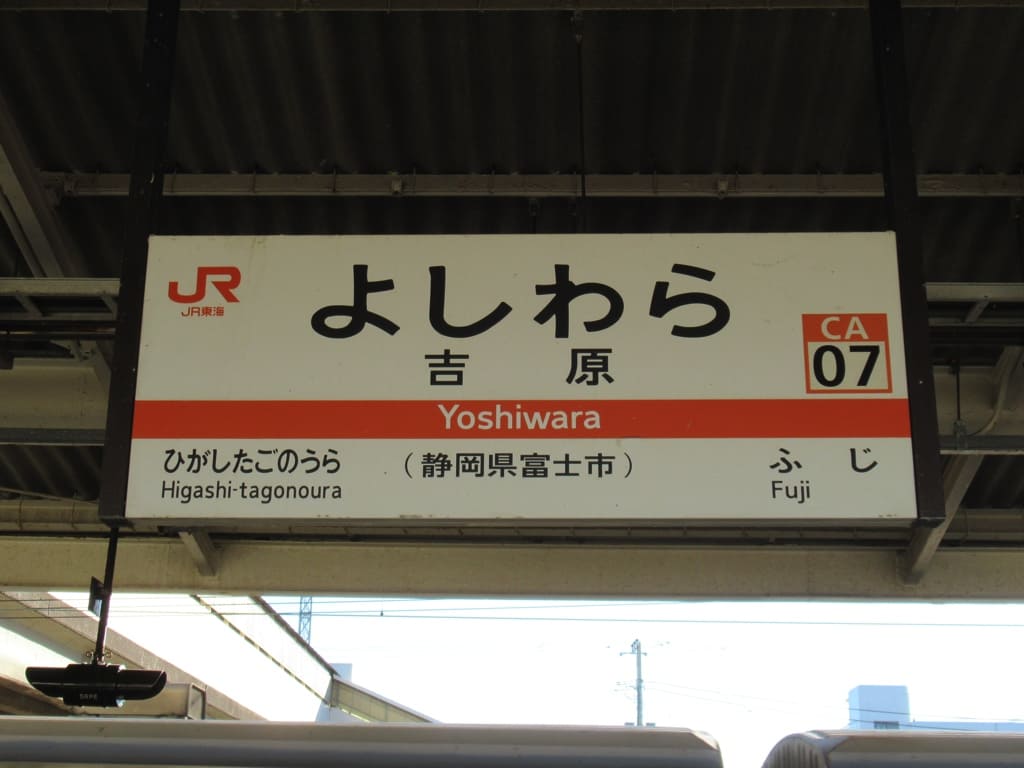 JR
JR東海
よしわら
吉原
CA
07
Yoshiwara
ひがしたごのうら
Higashi-tagonoura
（静岡県富士市）
ふじ
Fuji